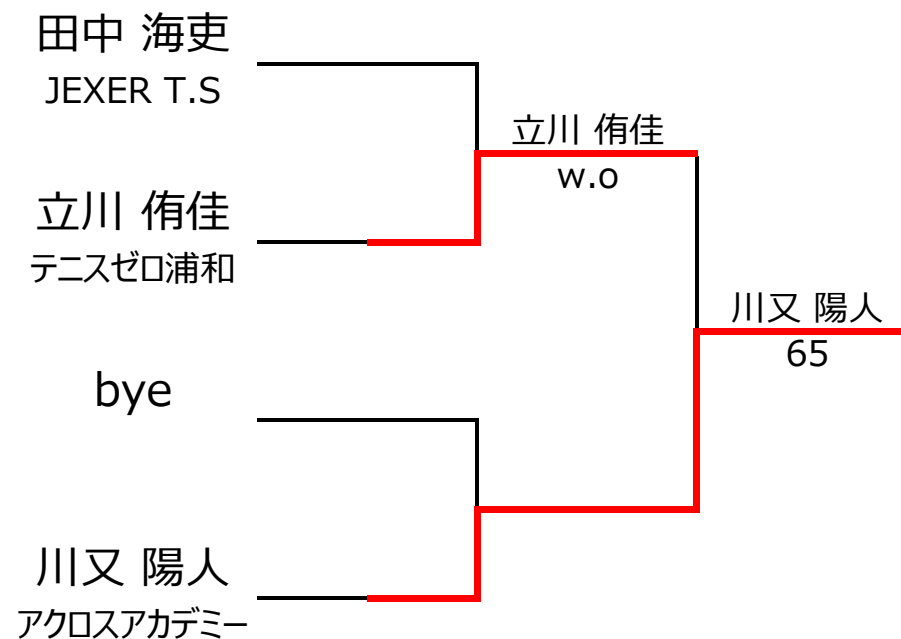 田中 海吏
JEXER T.S
立川 侑佳
w.o
立川 侑佳
テニスゼロ浦和
川又 陽人
65
bye
川又 陽人
アクロスアカデミー